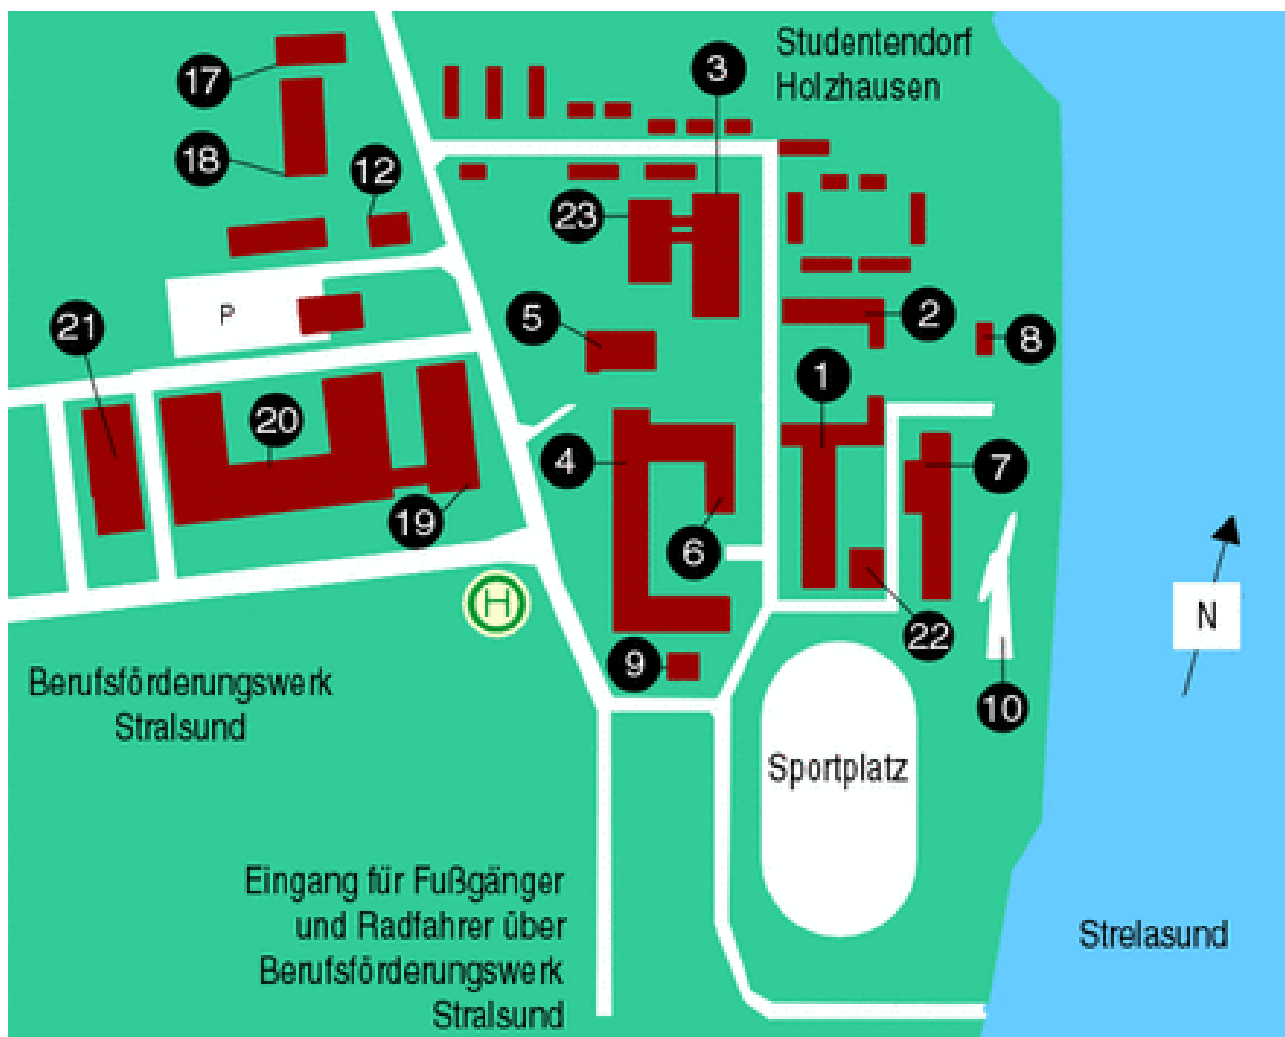 Studentendorf
Holzhausen
3
17
18
12
23
5
2
8
21
P
1
20
4
7
19
6
H
22
9
10
N
Berufsförderungswerk
Stralsund
Sportplatz
Eingang für Fußgänger
und Radfahrer über
Berufsförderungswerk
Stralsund
Strelasund